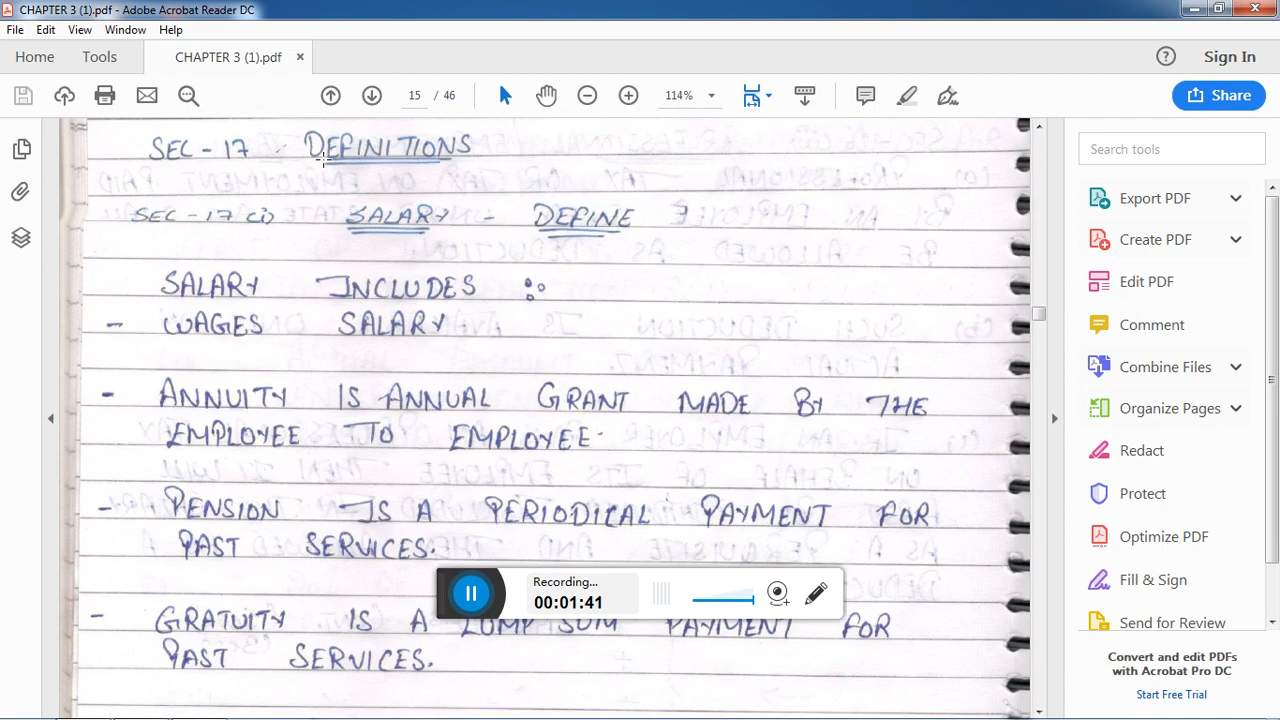 CHAPTER 3 (1).pdf - Adobe Acrobat Reader DC
File Edit View Window Help
Home Tools CHAPTER 3 (1).pdf × Sign In
15 / 46 114% Share
SEC - 17 DEFINITIONS
SEC - 17 (1) SALARY - DEFINE
SALARY INCLUDES :
- WAGES SALARY
- ANNUITY IS ANNUAL GRANT MADE BY THE
EMPLOYEE TO EMPLOYEE.
- PENSION IS A PERIODICAL PAYMENT FOR
PAST SERVICES.
- GRATUITY IS A LUMP SUM PAYMENT FOR
PAST SERVICES.
Recording...
00:01:41
Search tools
Export PDF
Create PDF
Edit PDF
Comment
Combine Files
Organize Pages
Redact
Protect
Optimize PDF
Fill & Sign
Send for Review
Convert and edit PDFs
with Acrobat Pro DC
Start Free Trial